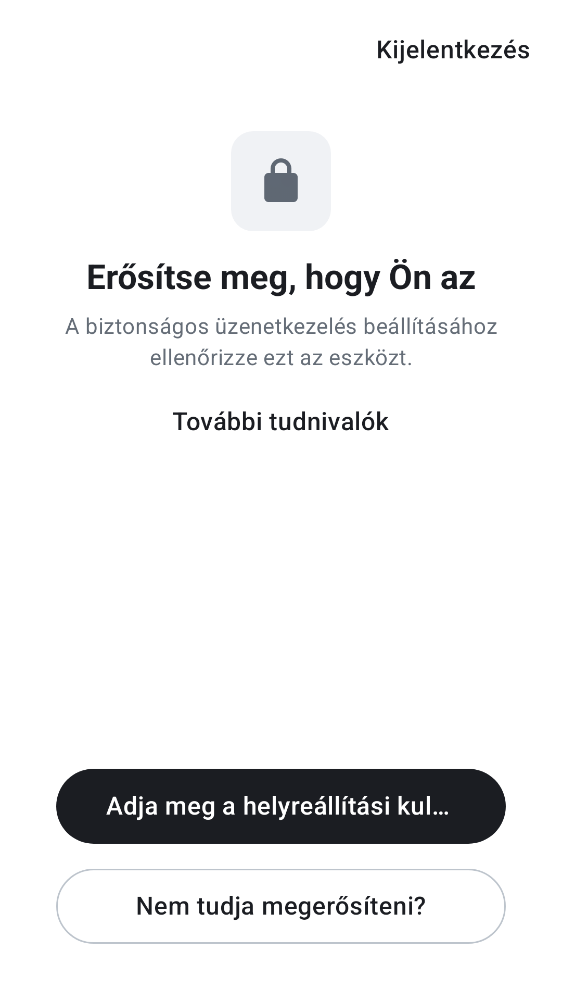 Kijelentkezés
Erősítse meg, hogy Ön az
A biztonságos üzenetkezelés beállításához
ellenőrizze ezt az eszközt.
További tudnivalók
Adja meg a helyreállítási kul…
Nem tudja megerősíteni?